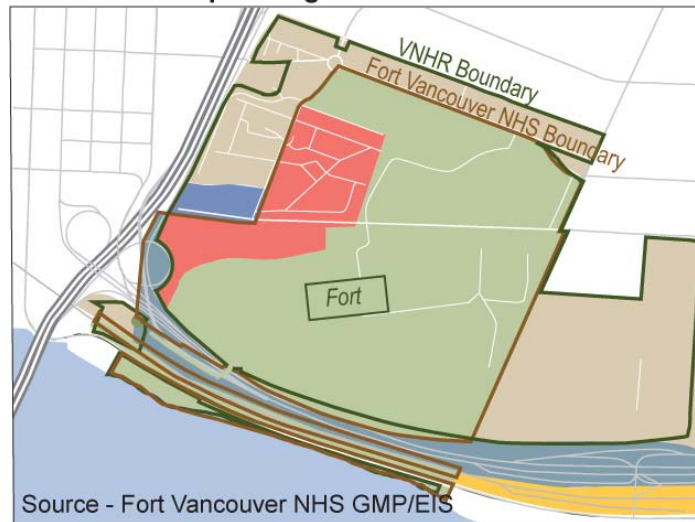 VNHR Boundary
Fort Vancouver NHS Boundary
Fort
Source - Fort Vancouver NHS GMP/EIS